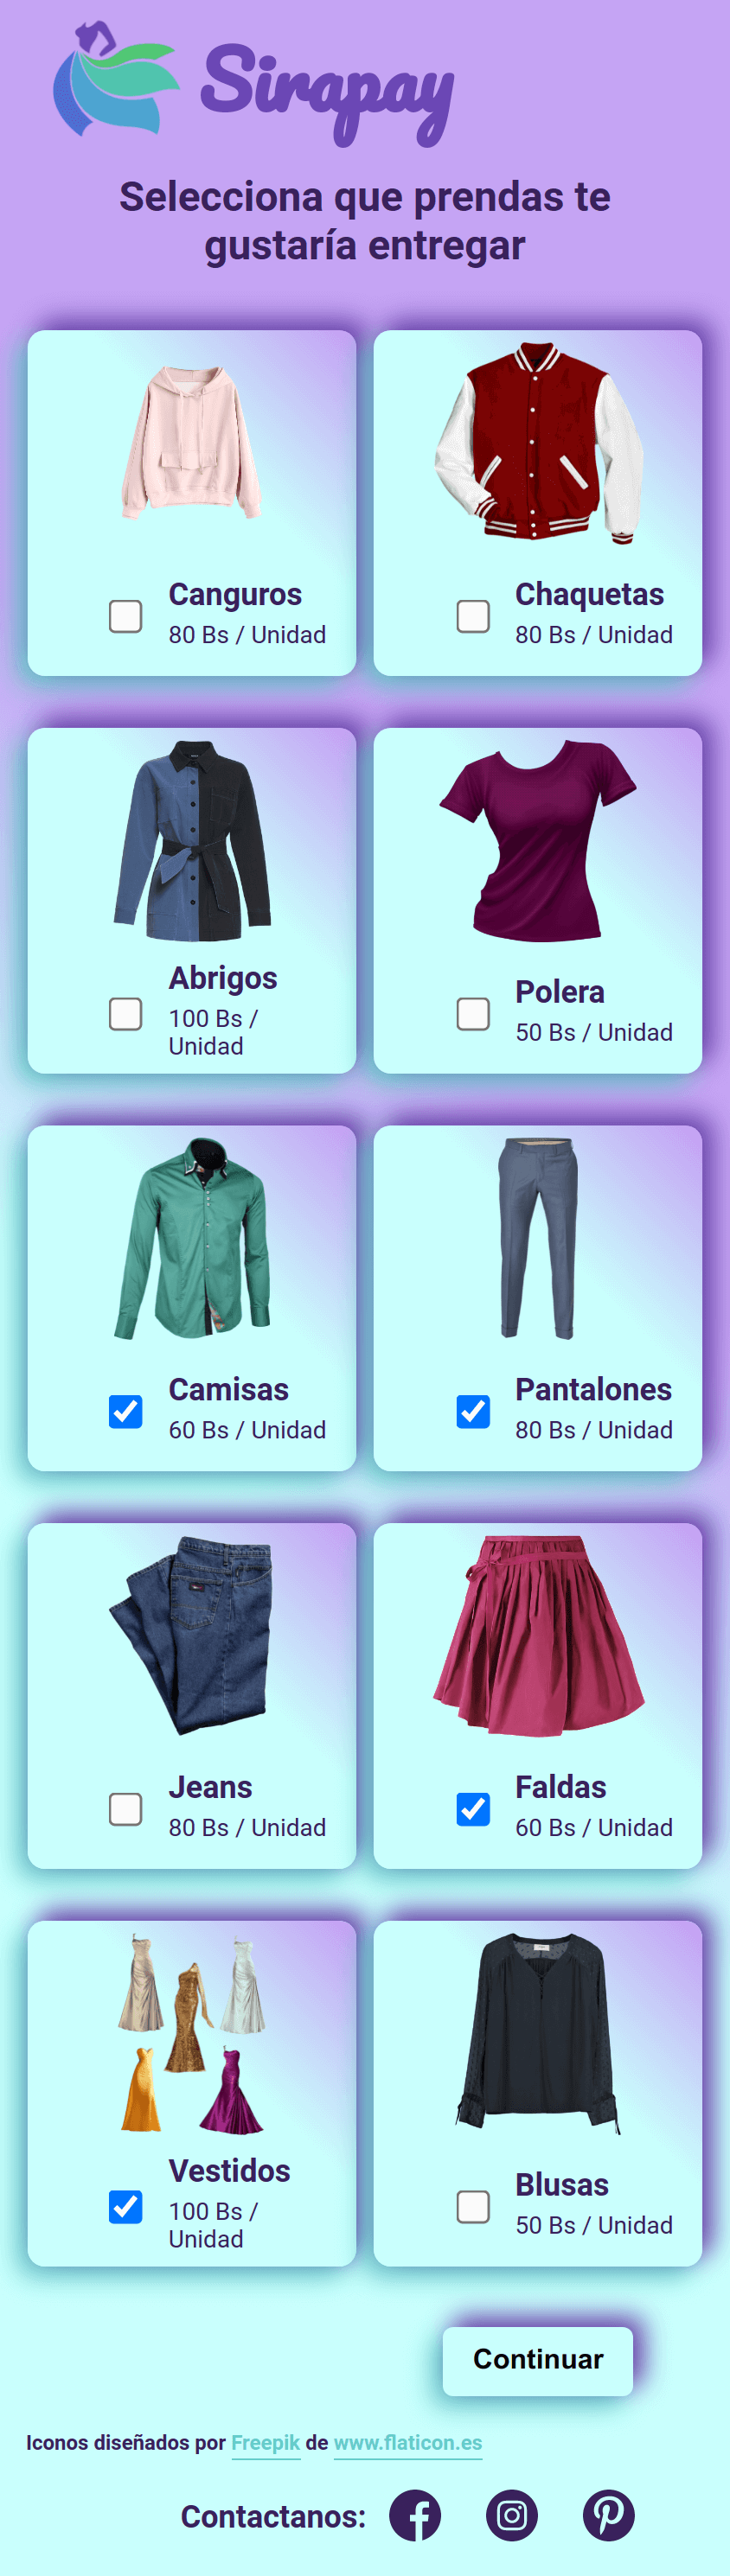 Sirapay
Selecciona que prendas te
gustaría entregar
Canguros
80 Bs / Unidad
Chaquetas
80 Bs / Unidad
Abrigos
100 Bs /
Unidad
Polera
50 Bs / Unidad
Camisas
60 Bs / Unidad
Pantalones
80 Bs / Unidad
Jeans
80 Bs / Unidad
Faldas
60 Bs / Unidad
Vestidos
100 Bs /
Unidad
Blusas
50 Bs / Unidad
Continuar
Iconos diseñados por Freepik de www.flaticon.es
Contactanos: